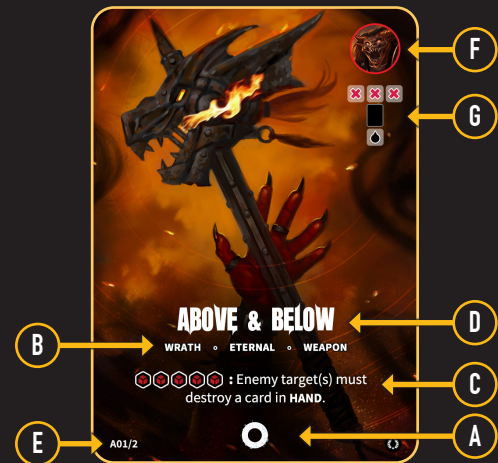 F
G
ABOVE & BELOW
D
B
WRATH ◦ ETERNAL ◦ WEAPON
: Enemy target(s) must
destroy a card in HAND.
C
E
A01/2
A